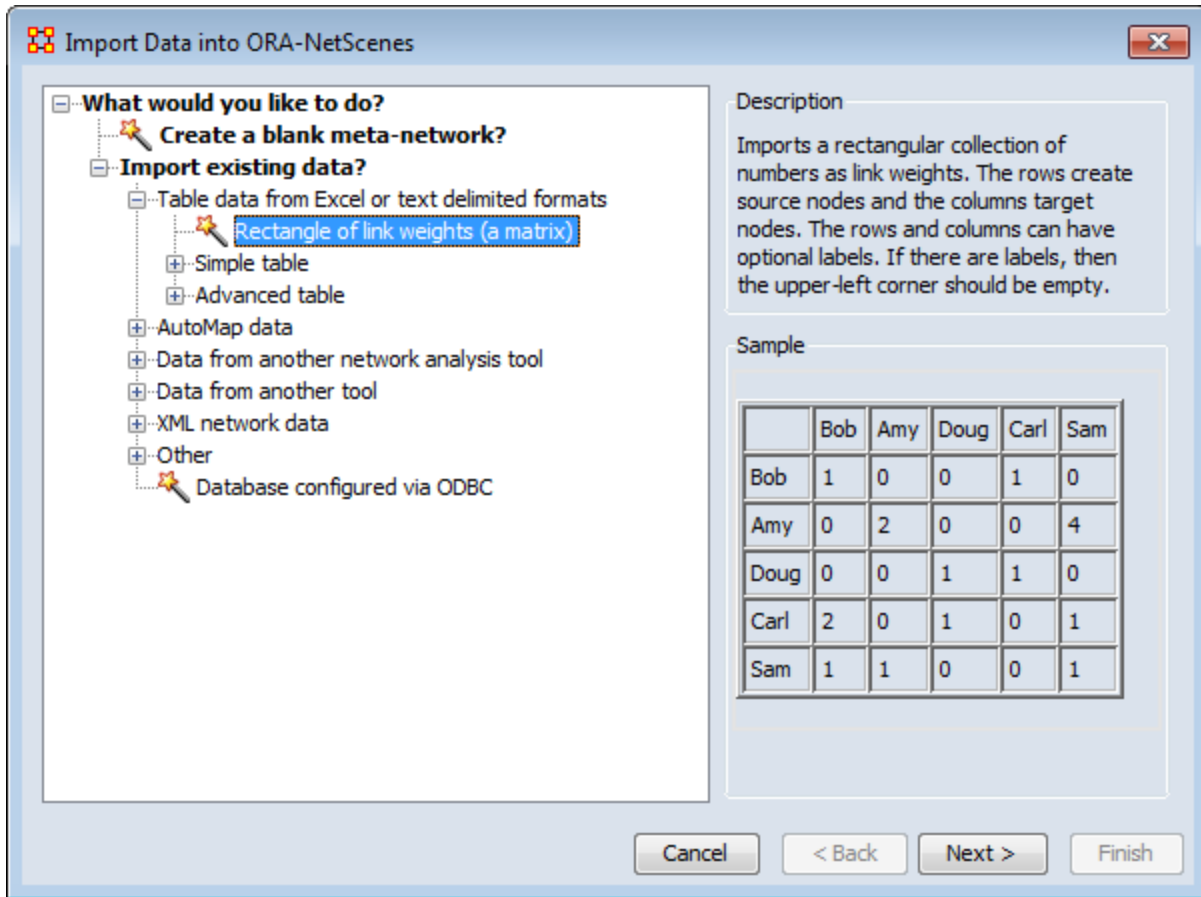 Import Data into ORA-NetScenes
What would you like to do?
Create a blank meta-network?
Import existing data?
Table data from Excel or text delimited formats
Rectangle of link weights (a matrix)
Simple table
Advanced table
AutoMap data
Data from another network analysis tool
Data from another tool
XML network data
Other
Database configured via ODBC
Description
Imports a rectangular collection of
numbers as link weights. The rows create
source nodes and the columns target
nodes. The rows and columns can have
optional labels. If there are labels, then
the upper-left corner should be empty.
Sample
Bob Amy Doug Carl Sam
Bob 1 0 0 1 0
Amy 0 2 0 0 4
Doug 0 0 1 1 0
Carl 2 0 1 0 1
Sam 1 1 0 0 1
Cancel < Back Next > Finish